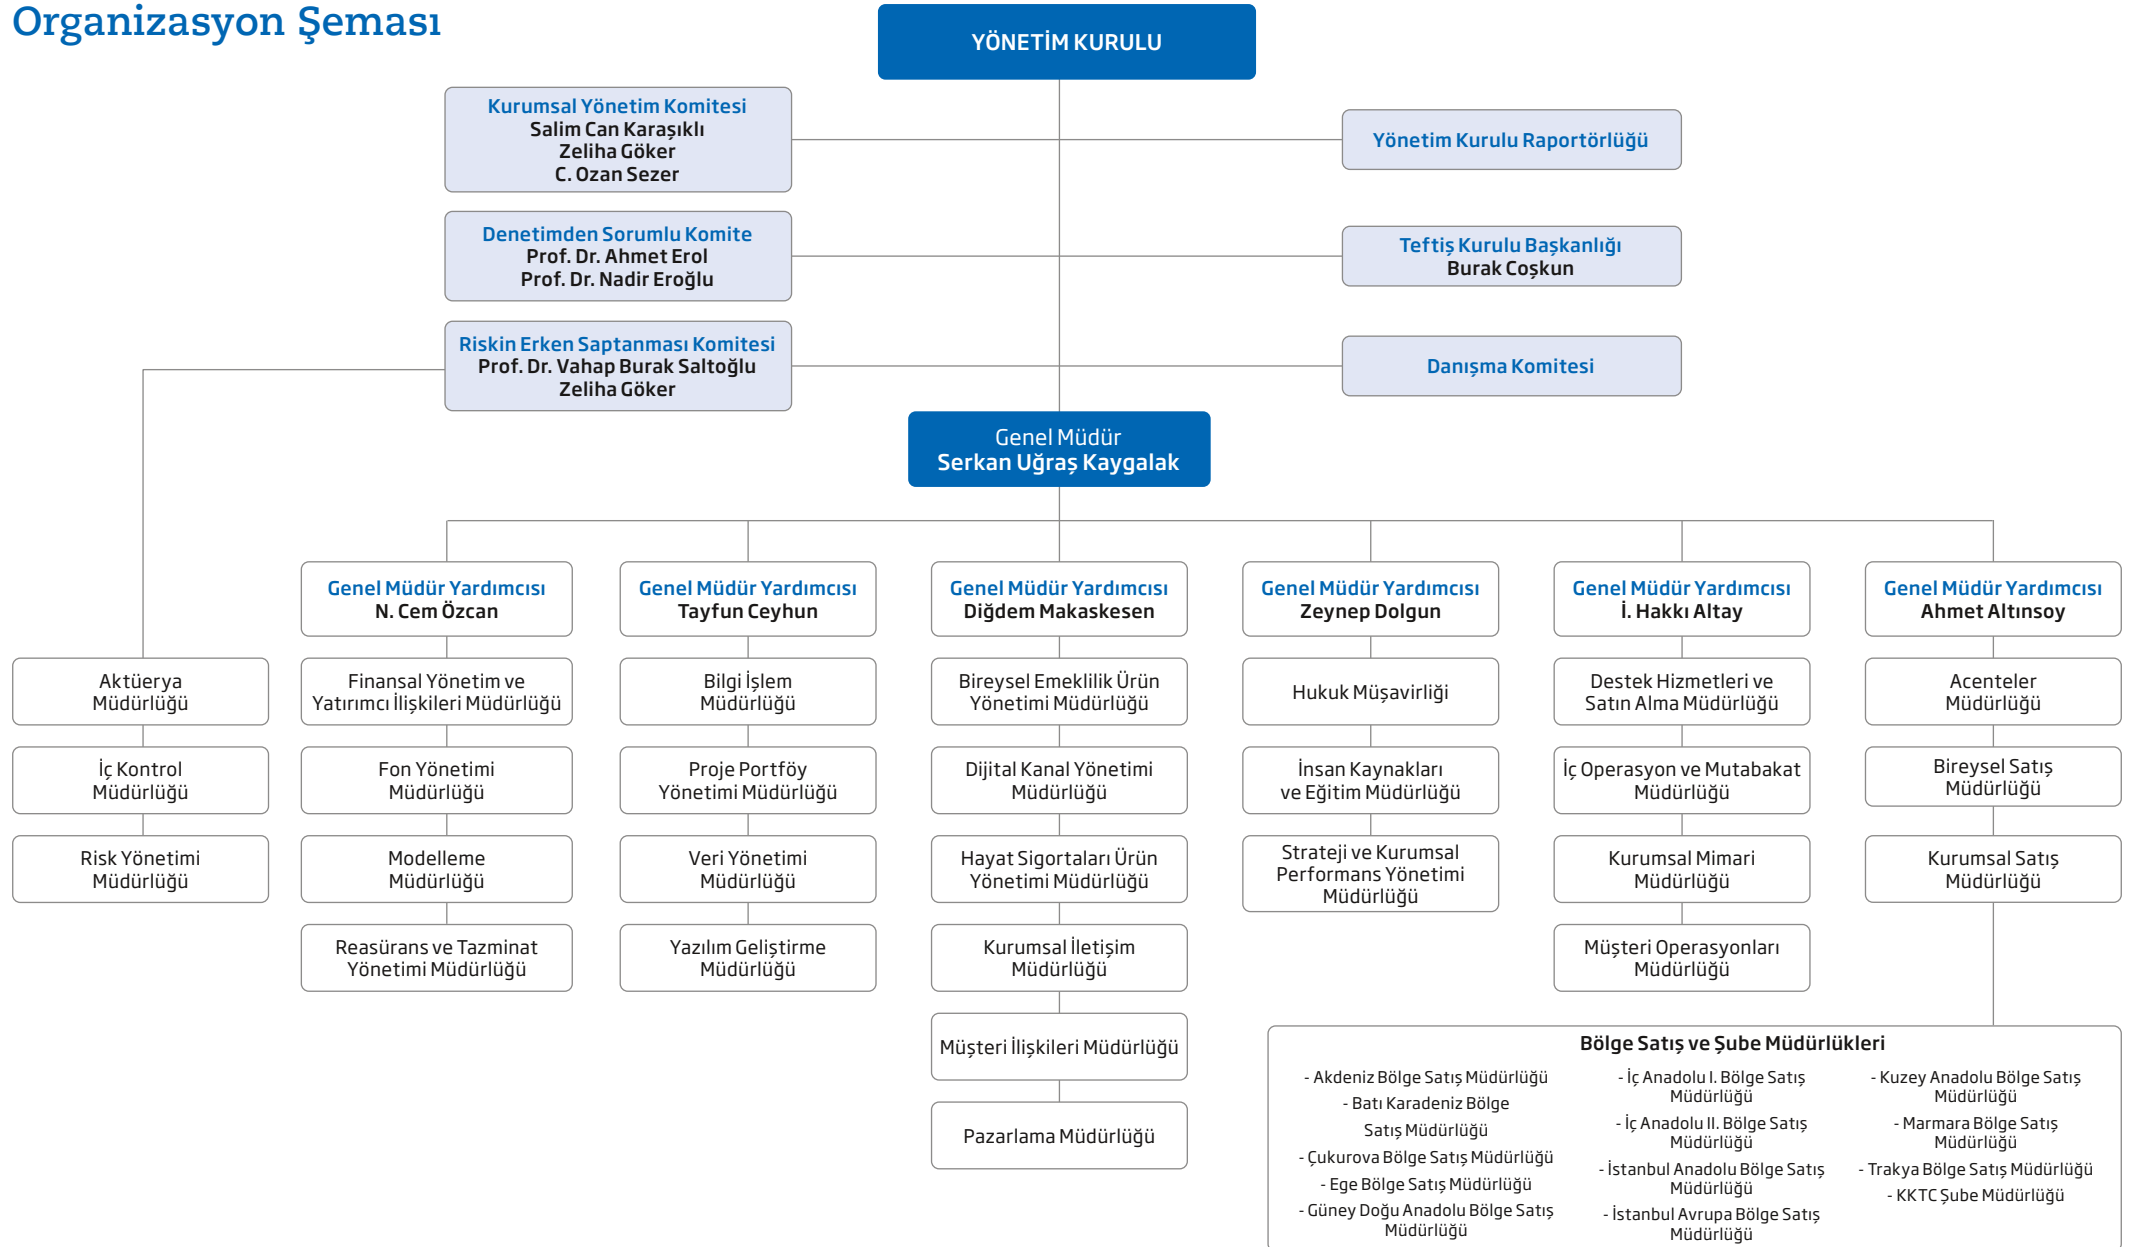 Organizasyon Şeması
YÖNETİM KURULU
Kurumsal Yönetim Komitesi
Salim Can Karaşıklı
Zeliha Göker
C. Ozan Sezer
Yönetim Kurulu Raportörlüğü
Denetimden Sorumlu Komite
Prof. Dr. Ahmet Erol
Prof. Dr. Nadir Eroğlu
Teftiş Kurulu Başkanlığı
Burak Coşkun
Riskin Erken Saptanması Komitesi
Prof. Dr. Vahap Burak Saltoğlu
Zeliha Göker
Danışma Komitesi
Genel Müdür
Serkan Uğraş Kaygalak
Aktüerya
Müdürlüğü
İç Kontrol
Müdürlüğü
Risk Yönetimi
Müdürlüğü
Genel Müdür Yardımcısı
N. Cem Özcan
Finansal Yönetim ve
Yatırımcı İlişkileri Müdürlüğü
Fon Yönetimi
Müdürlüğü
Modelleme
Müdürlüğü
Reasürans ve Tazminat
Yönetimi Müdürlüğü
Genel Müdür Yardımcısı
Tayfun Ceyhun
Bilgi İşlem
Müdürlüğü
Proje Portföy
Yönetimi Müdürlüğü
Veri Yönetimi
Müdürlüğü
Yazılım Geliştirme
Müdürlüğü
Genel Müdür Yardımcısı
Diğdem Makaskesen
Bireysel Emeklilik Ürün
Yönetimi Müdürlüğü
Dijital Kanal Yönetimi
Müdürlüğü
Hayat Sigortaları Ürün
Yönetimi Müdürlüğü
Kurumsal İletişim
Müdürlüğü
Müşteri İlişkileri Müdürlüğü
Pazarlama Müdürlüğü
Genel Müdür Yardımcısı
Zeynep Dolgun
Hukuk Müşavirliği
İnsan Kaynakları
ve Eğitim Müdürlüğü
Strateji ve Kurumsal
Performans Yönetimi
Müdürlüğü
Genel Müdür Yardımcısı
İ. Hakkı Altay
Destek Hizmetleri ve
Satın Alma Müdürlüğü
İç Operasyon ve Mutabakat
Müdürlüğü
Kurumsal Mimari
Müdürlüğü
Müşteri Operasyonları
Müdürlüğü
Genel Müdür Yardımcısı
Ahmet Altınsoy
Acenteler
Müdürlüğü
Bireysel Satış
Müdürlüğü
Kurumsal Satış
Müdürlüğü
Bölge Satış ve Şube Müdürlükleri
- Akdeniz Bölge Satış Müdürlüğü
- Batı Karadeniz Bölge
Satış Müdürlüğü
- Çukurova Bölge Satış Müdürlüğü
- Ege Bölge Satış Müdürlüğü
- Güney Doğu Anadolu Bölge Satış
Müdürlüğü
- İç Anadolu I. Bölge Satış
Müdürlüğü
- İç Anadolu II. Bölge Satış
Müdürlüğü
- İstanbul Anadolu Bölge Satış
Müdürlüğü
- İstanbul Avrupa Bölge Satış
Müdürlüğü
- Kuzey Anadolu Bölge Satış
Müdürlüğü
- Marmara Bölge Satış
Müdürlüğü
- Trakya Bölge Satış Müdürlüğü
- KKTC Şube Müdürlüğü